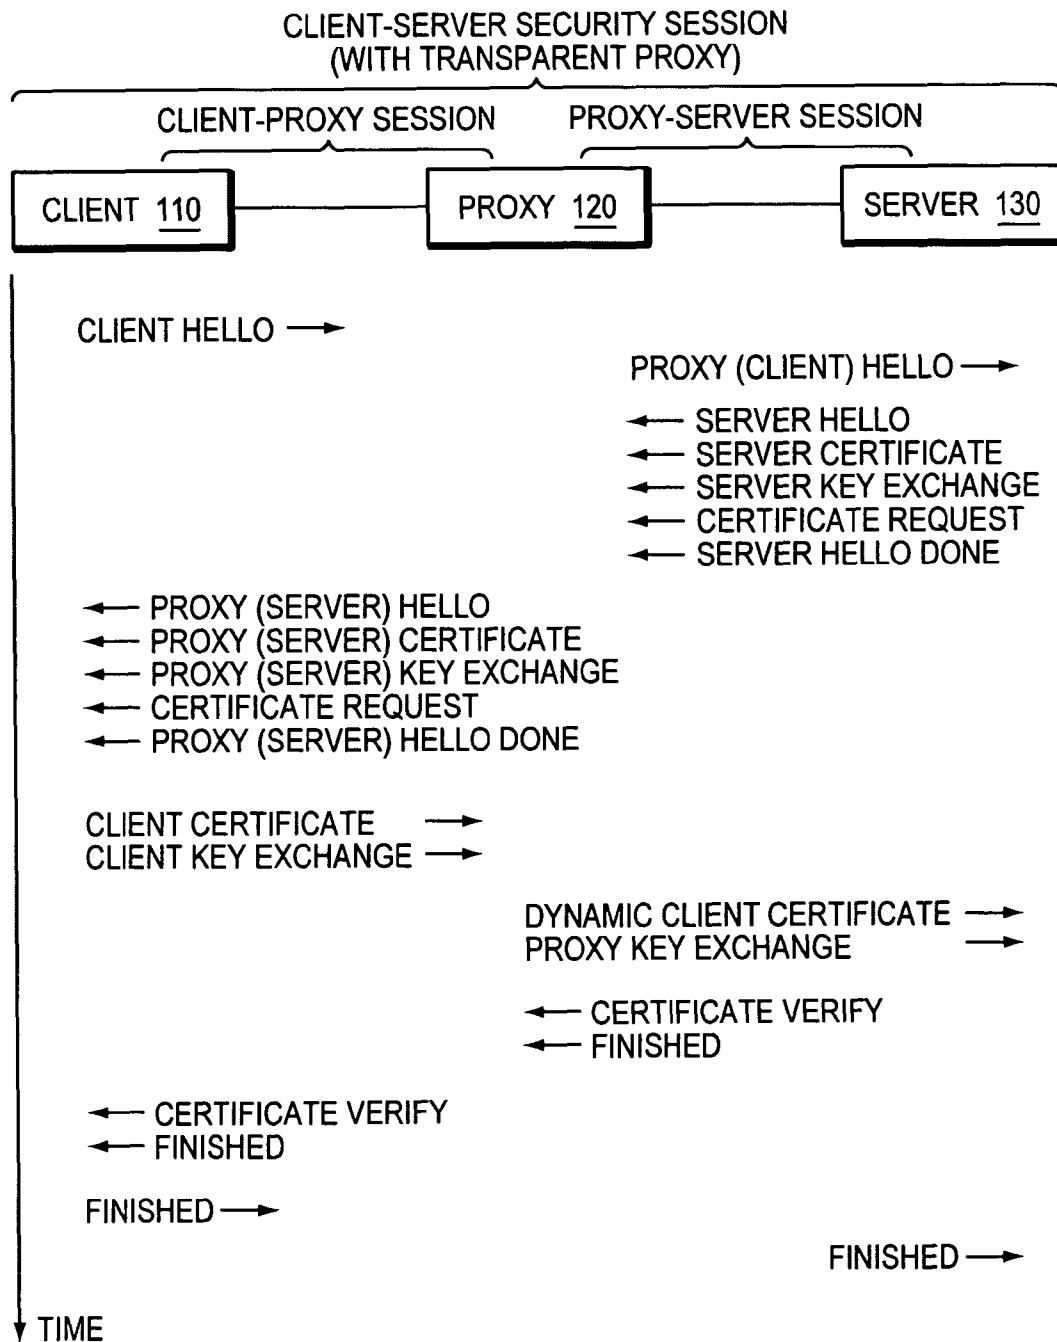 CLIENT-SERVER SECURITY SESSION
(WITH TRANSPARENT PROXY)
CLIENT-PROXY SESSION
PROXY-SERVER SESSION
CLIENT 110
PROXY 120
SERVER 130
CLIENT HELLO
PROXY (CLIENT) HELLO
SERVER HELLO
SERVER CERTIFICATE
SERVER KEY EXCHANGE
CERTIFICATE REQUEST
SERVER HELLO DONE
PROXY (SERVER) HELLO
PROXY (SERVER) CERTIFICATE
PROXY (SERVER) KEY EXCHANGE
CERTIFICATE REQUEST
PROXY (SERVER) HELLO DONE
CLIENT CERTIFICATE
CLIENT KEY EXCHANGE
DYNAMIC CLIENT CERTIFICATE
PROXY KEY EXCHANGE
CERTIFICATE VERIFY
FINISHED
CERTIFICATE VERIFY
FINISHED
FINISHED
FINISHED
TIME